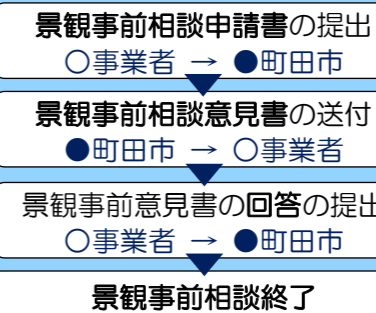 景観事前相談申請書の提出
○事業者 → ●町田市
景観事前相談意見書の送付
●町田市 → ○事業者
景観事前意見書の回答の提出
○事業者 → ●町田市
景観事前相談終了